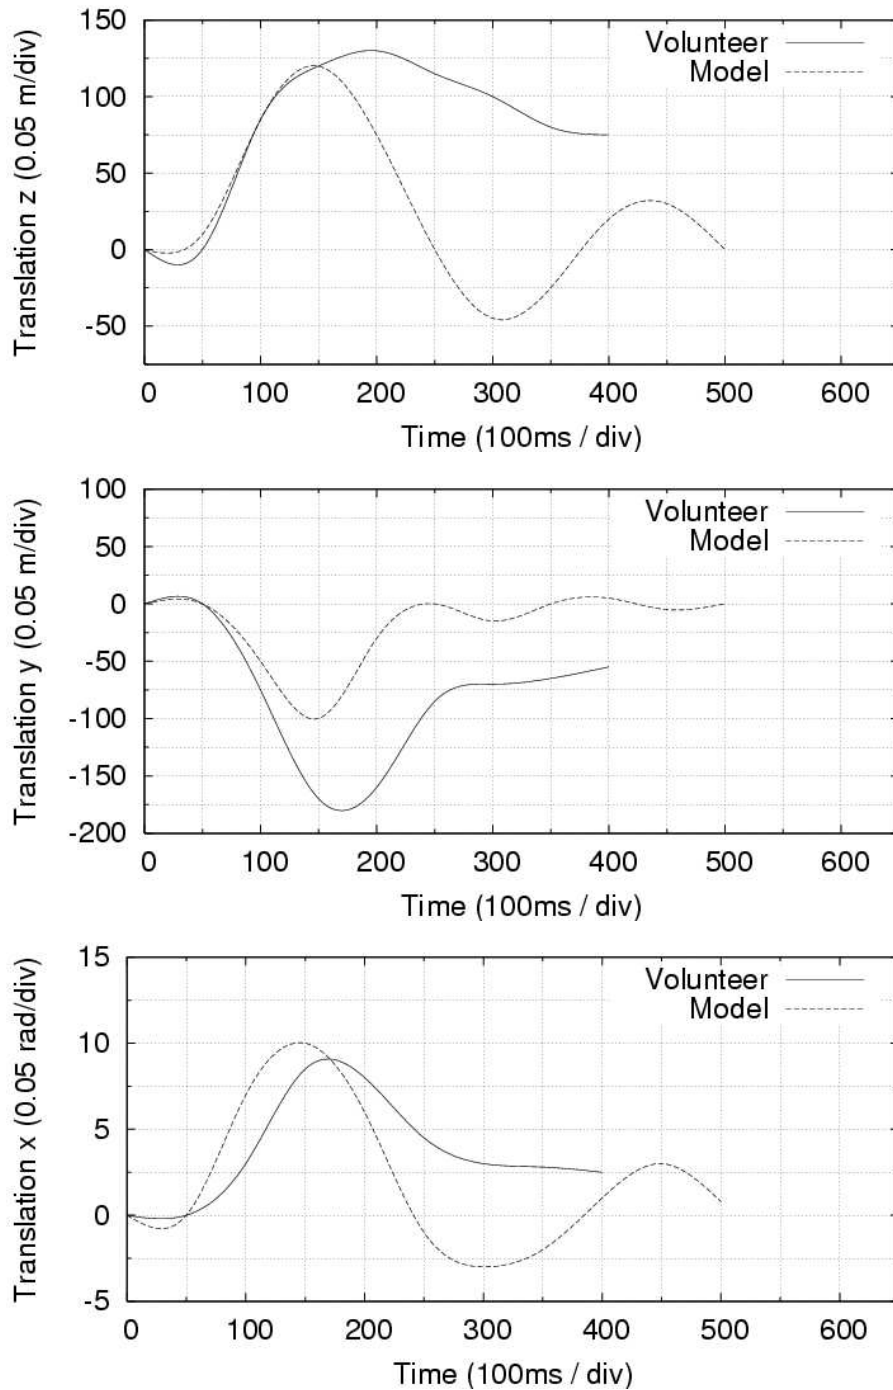 Translation z (0.05 m/div)
150
100
50
0
-50
Volunteer
Model
0 100 200 300 400 500 600
Time (100ms / div)
Translation y (0.05 m/div)
100
50
0
-50
-100
-150
-200
Volunteer
Model
0 100 200 300 400 500 600
Time (100ms / div)
Translation x (0.05 rad/div)
15
10
5
0
-5
Volunteer
Model
0 100 200 300 400 500 600
Time (100ms / div)